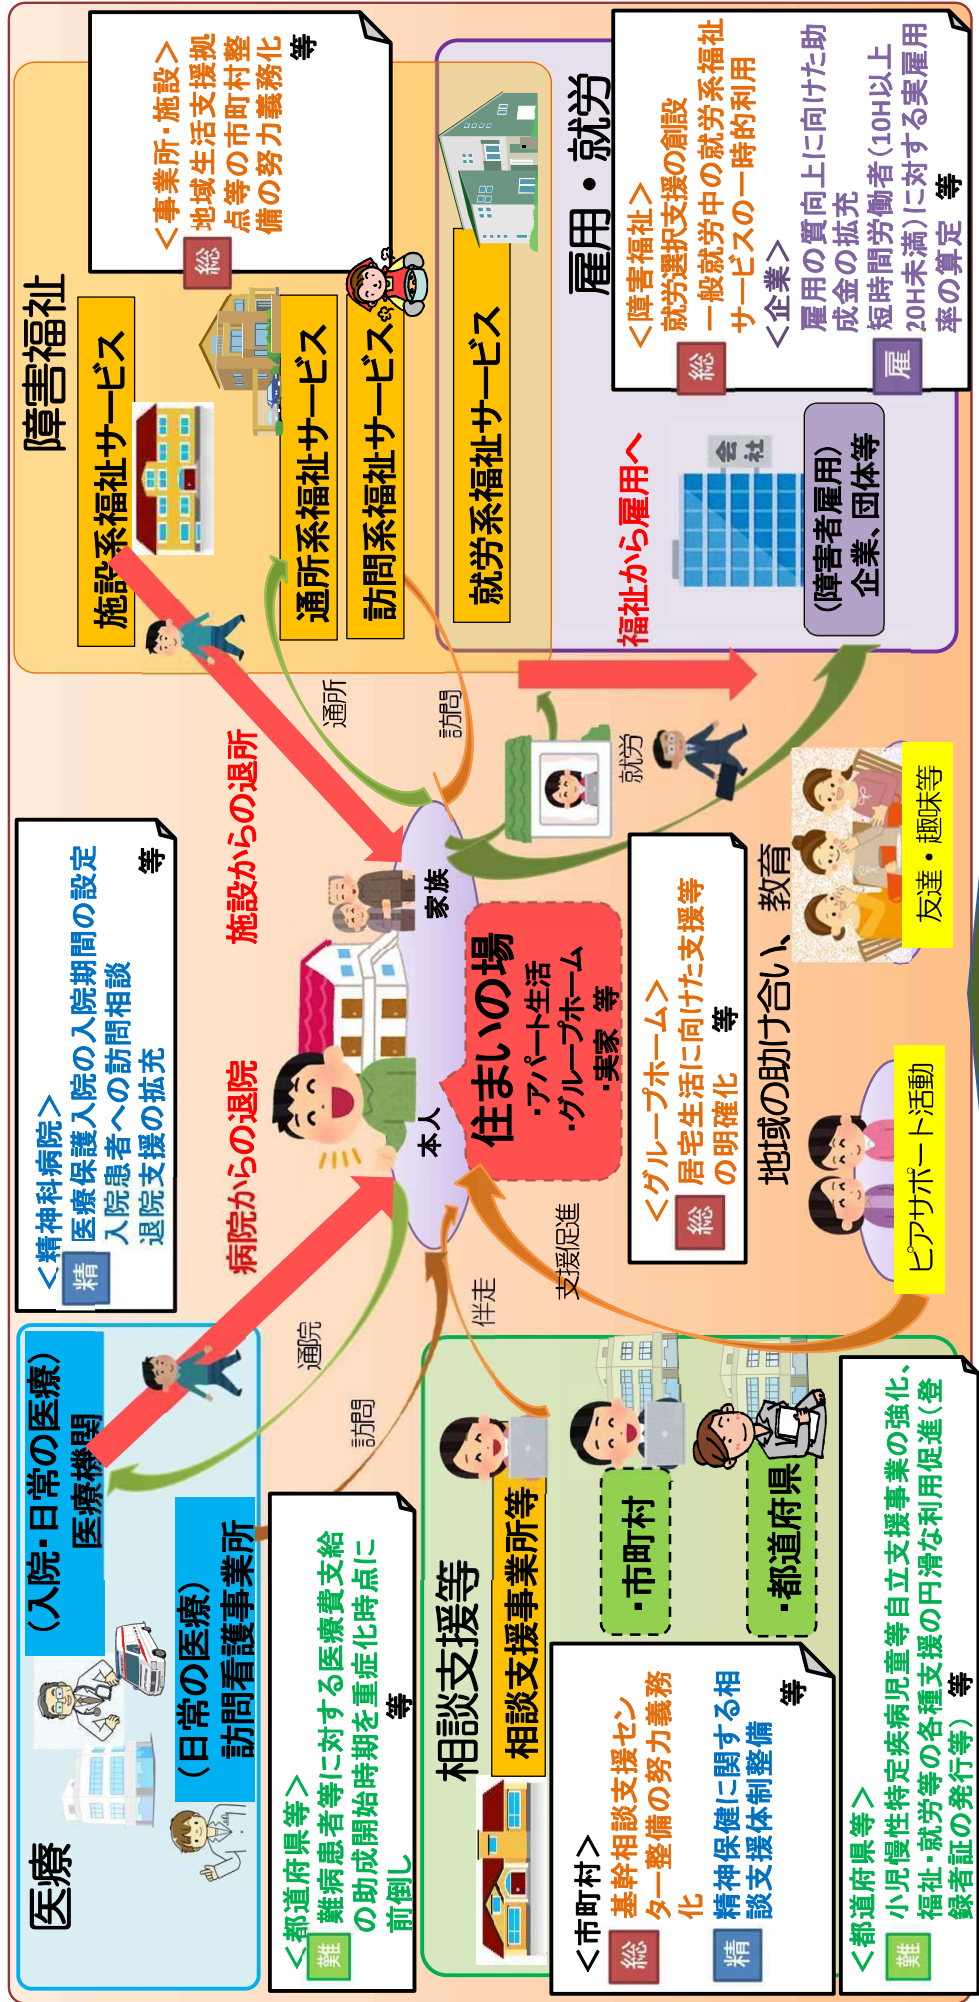 医療
(入院・日常の医療)
医療機関
(日常の医療)
訪問看護事業所
<精神科病院>
精
医療保護入院の入院期間の設定
入院患者への訪問相談
退院支援の拡充
等
<都道府県等>
難
難病患者等に対する医療費支給
の助成開始時期を重症化時点に
前倒し
等
病院からの退院
施設からの退所
通院
訪問
障害福祉
施設系福祉サービス
通所系福祉サービス
訪問系福祉サービス
就労系福祉サービス
<事業所・施設>
総
地域生活支援拠
点等の市町村整
備の努力義務化
等
通所
訪問
本人
家族
住まいの場
・アパート生活
・グループホーム
・実家 等
<グループホーム>
総
居宅生活に向けた支援等
の明確化
等
就労
福祉から雇用へ
雇用・就労
会社
(障害者雇用)
企業、団体等
<障害福祉>
総
就労選択支援の創設
一般就労中の就労系福祉
サービスの一時的利用
<企業>
雇
雇用の質向上に向けた助
成金の拡充
短時間労働者(10H以上
20H未満)に対する実雇用
率の算定
等
相談支援等
相談支援事業所等
・市町村
・都道府県
伴走
支援促進
<市町村>
総
基幹相談支援セン
ター整備の努力義務
化
精
精神保健に関する相
談支援体制整備
等
<都道府県等>
難
小児慢性特定疾病児童等自立支援事業の強化、
福祉・就労等の各種支援の円滑な利用促進(登
録者証の発行等)
等
地域の助け合い、教育
ピアサポート活動
友達・趣味等